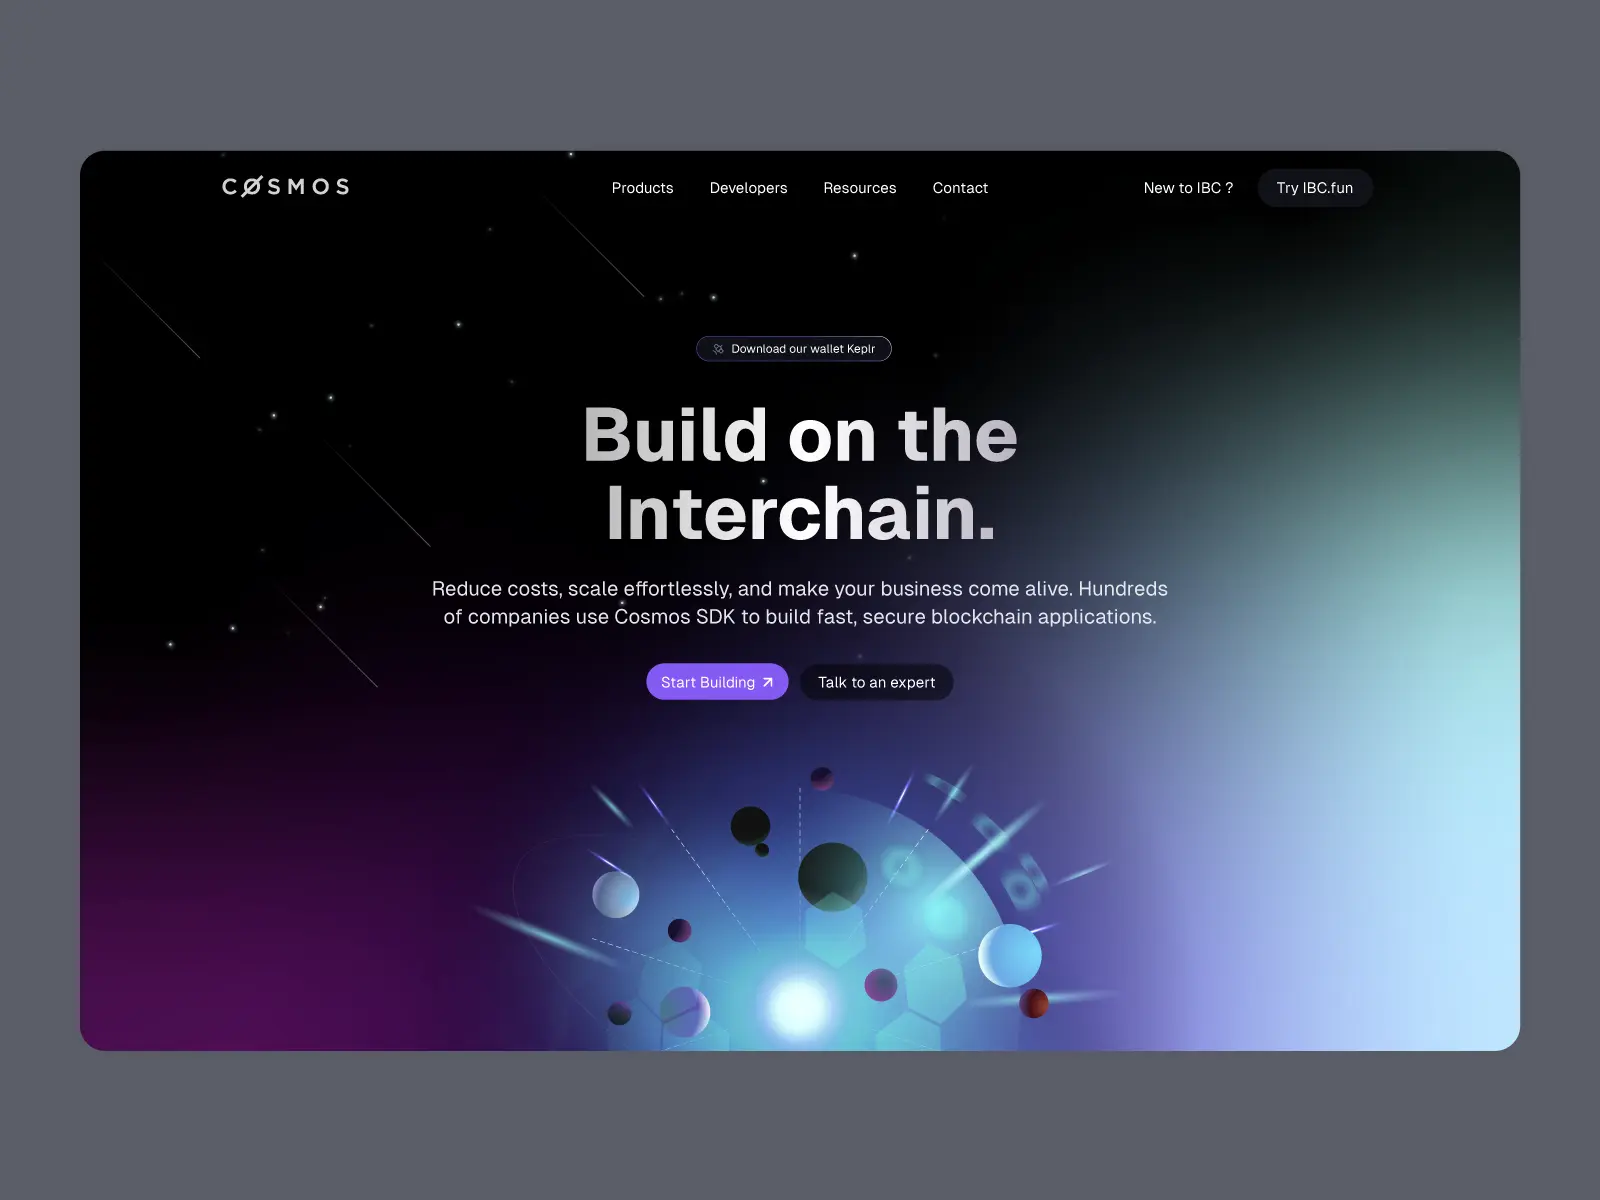 CØSMOS
Products
Developers
Resources
Contact
New to IBC ?
Try IBC.fun
Download our wallet Keplr
Build on the
Interchain.
Reduce costs, scale effortlessly, and make your business come alive. Hundreds
of companies use Cosmos SDK to build fast, secure blockchain applications.
Start Building
Talk to an expert